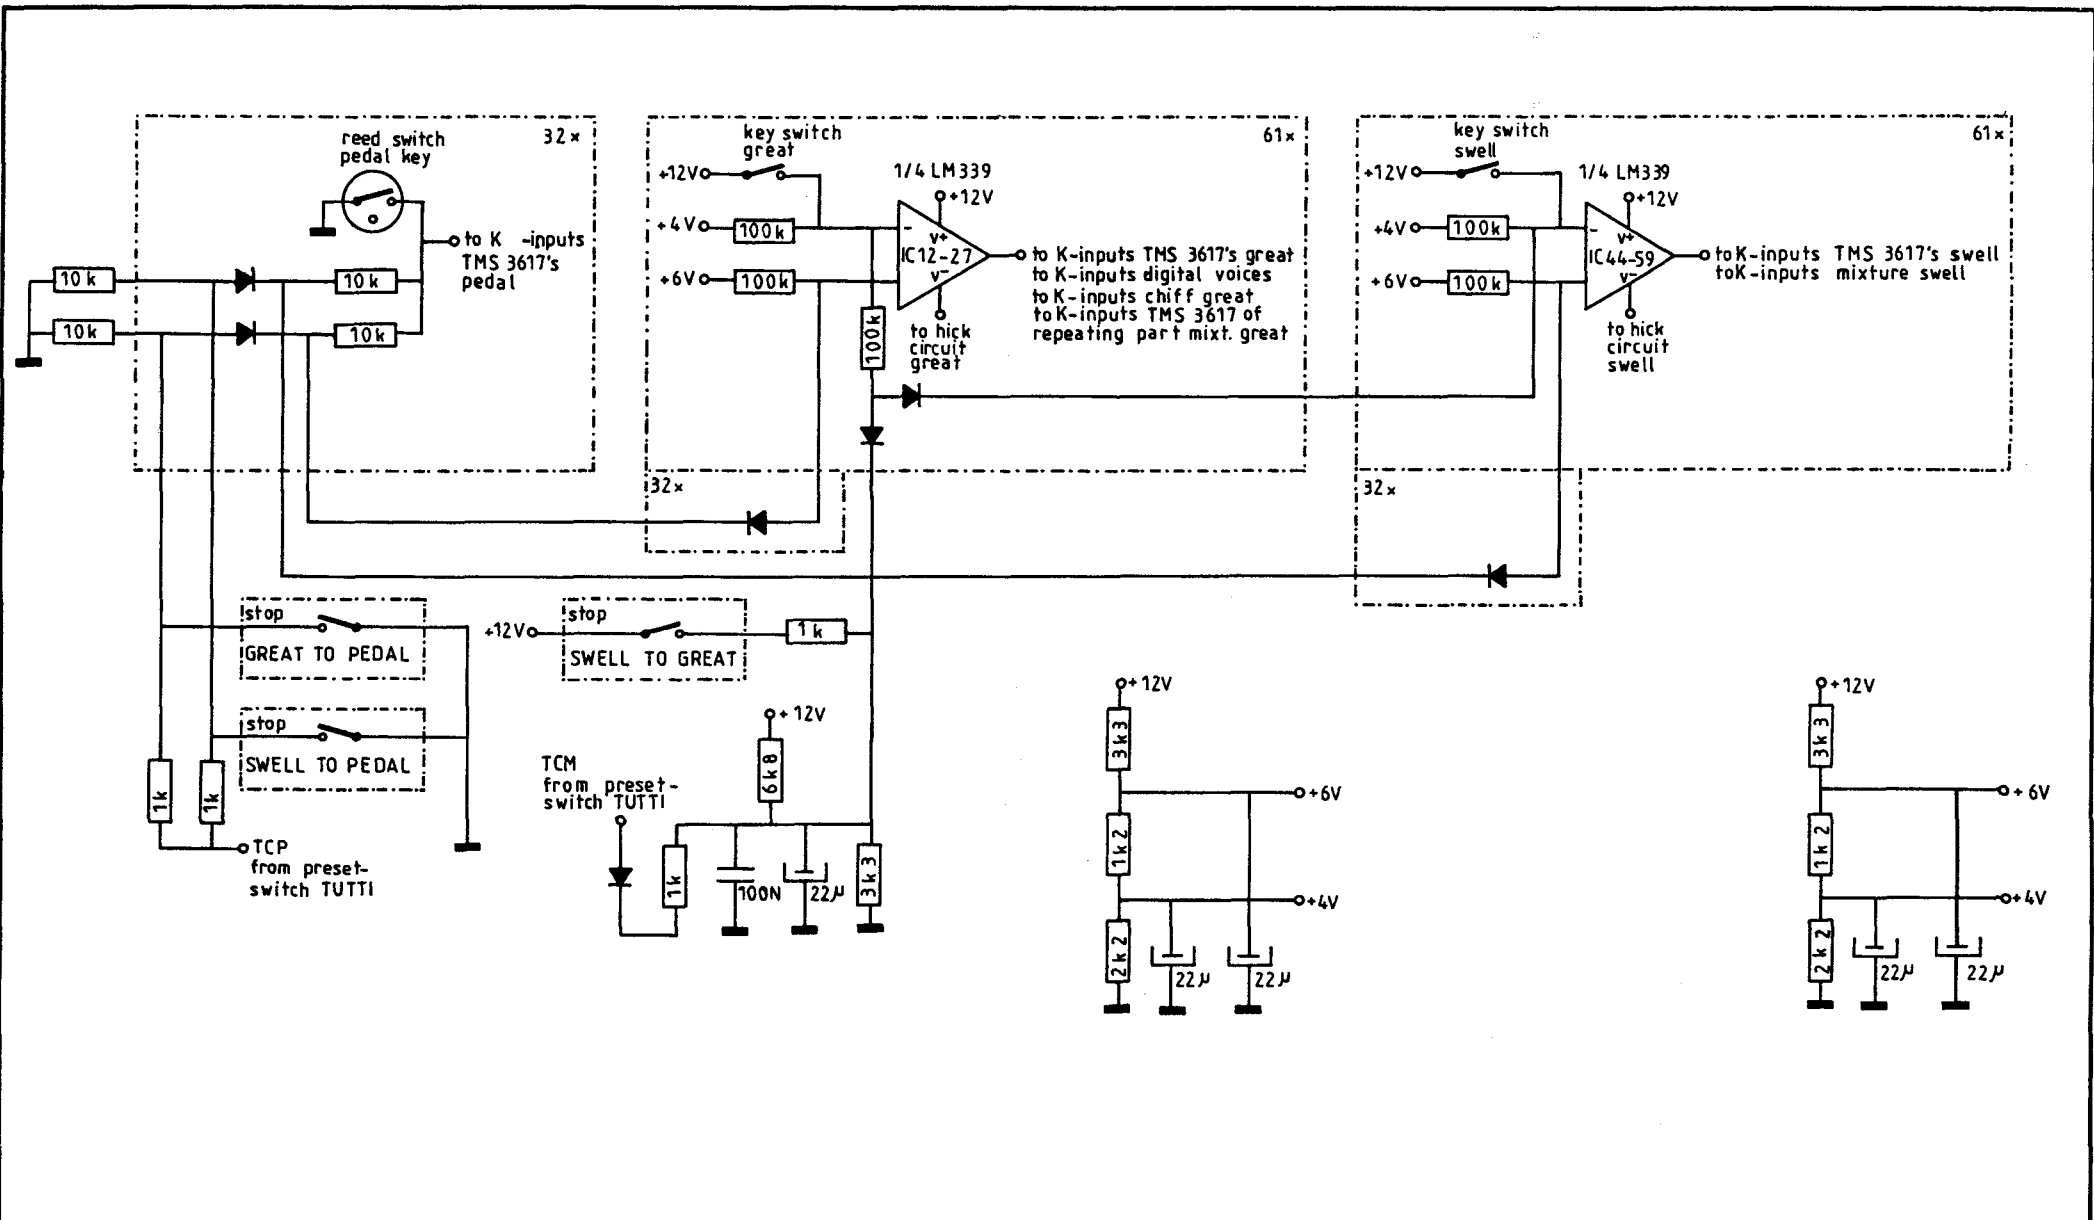 reed switch
pedal key
32×
to K -inputs
TMS 3617's
pedal
10k
10k
10k
10k
key switch
great
61×
+12V
+4V
100k
+6V
100k
1/4 LM339
+12V
-
V+
IC12-27
V-
to K-inputs TMS 3617's great
to K-inputs digital voices
to K-inputs chiff great
to K-inputs TMS 3617 of
repeating part mixt. great
to hick
circuit
great
100k
32×
key switch
swell
61×
+12V
+4V
100k
+6V
100k
1/4 LM339
+12V
-
V+
IC44-59
V-
to K-inputs TMS 3617's swell
to K-inputs mixture swell
to hick
circuit
swell
32×
stop
GREAT TO PEDAL
stop
SWELL TO PEDAL
1k
1k
TCP
from preset-
switch TUTTI
+12V
stop
SWELL TO GREAT
1k
+12V
6k8
TCM
from preset-
switch TUTTI
1k
100N
22µ
3k3
+12V
3k3
+6V
1k2
+4V
2k2
22µ
22µ
+12V
3k3
+6V
1k2
+4V
2k2
22µ
22µ